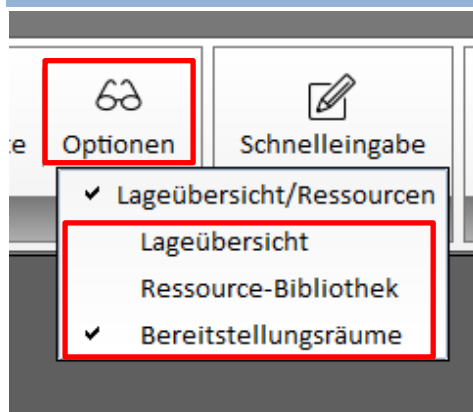 e Optionen Schnelleingabe
✔ Lageübersicht/Ressourcen
Lageübersicht
Ressource-Bibliothek
✔ Bereitstellungsräume